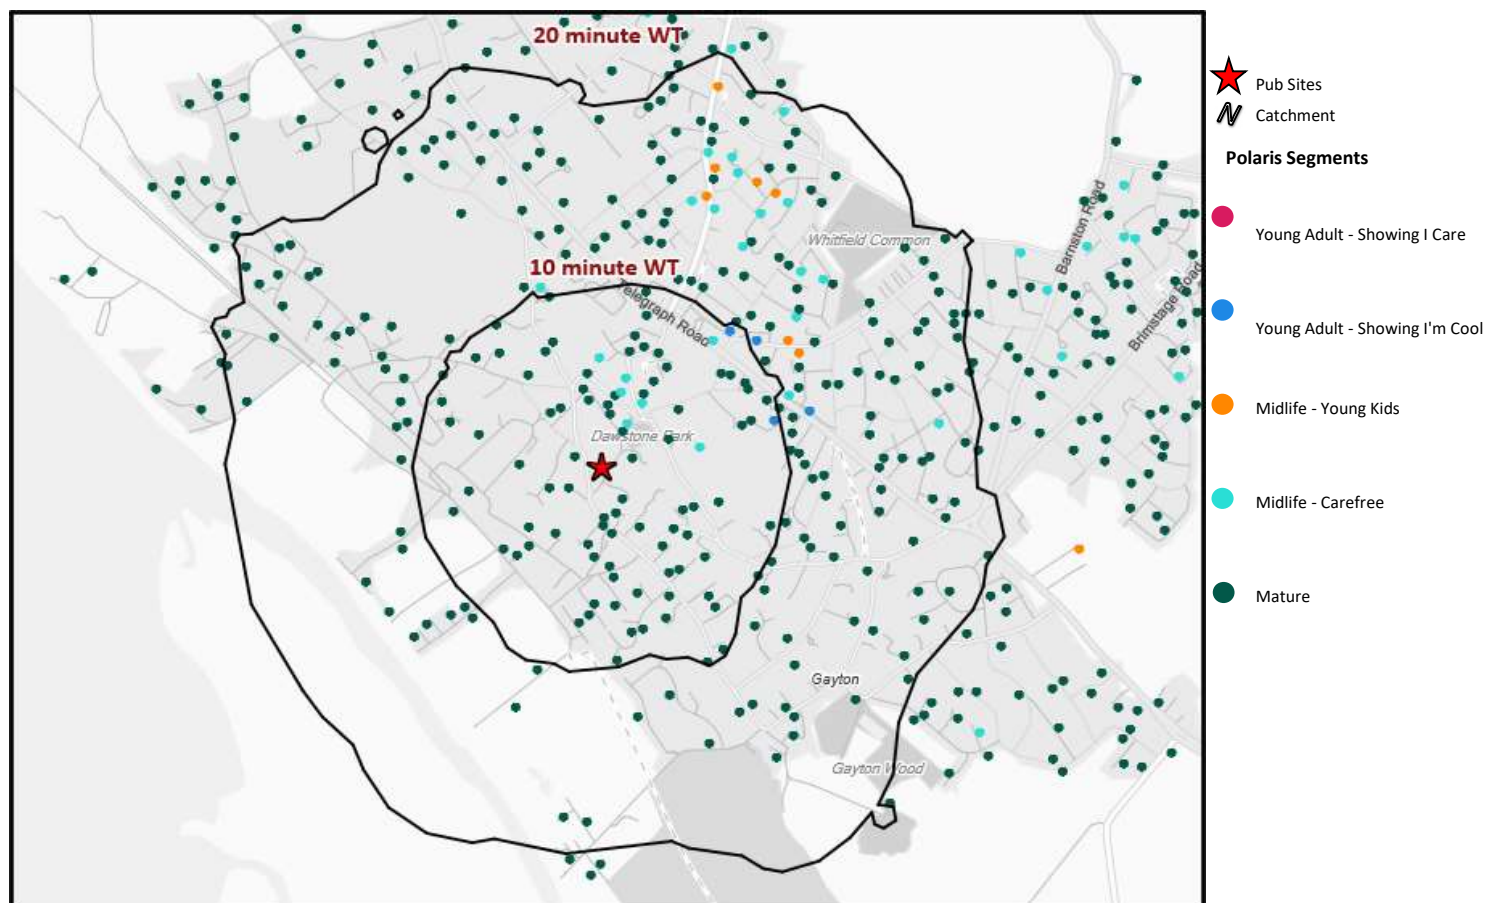 20 minute WT
Pub Sites
Catchment
Polaris Segments
Barnston Road
Young Adult - Showing I Care
Whitfield Common
10 minute WT
Telegraph Road
Brimstage Road
Young Adult - Showing I'm Cool
Midlife - Young Kids
Dawstone Park
Midlife - Carefree
Mature
Gayton
Gayton Wood